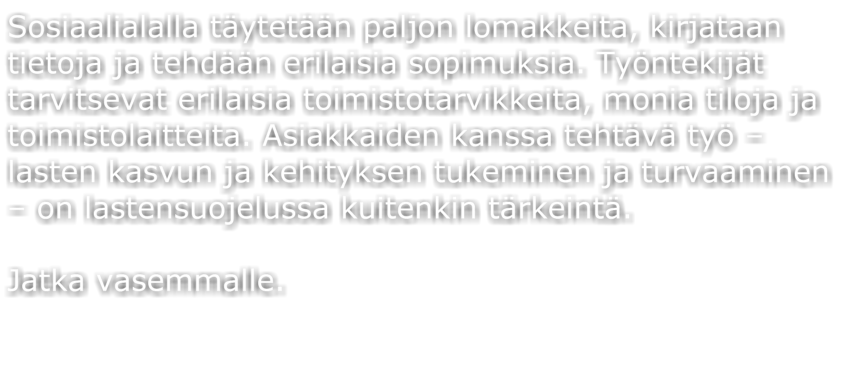 Sosiaalialalla täytetään paljon lomakkeita, kirjataan
tietoja ja tehdään erilaisia sopimuksia. Työntekijät
tarvitsevat erilaisia toimistotarvikkeita, monia tiloja ja
toimistolaitteita. Asiakkaiden kanssa tehtävä työ –
lasten kasvun ja kehityksen tukeminen ja turvaaminen
– on lastensuojelussa kuitenkin tärkeintä.
Jatka vasemmalle.